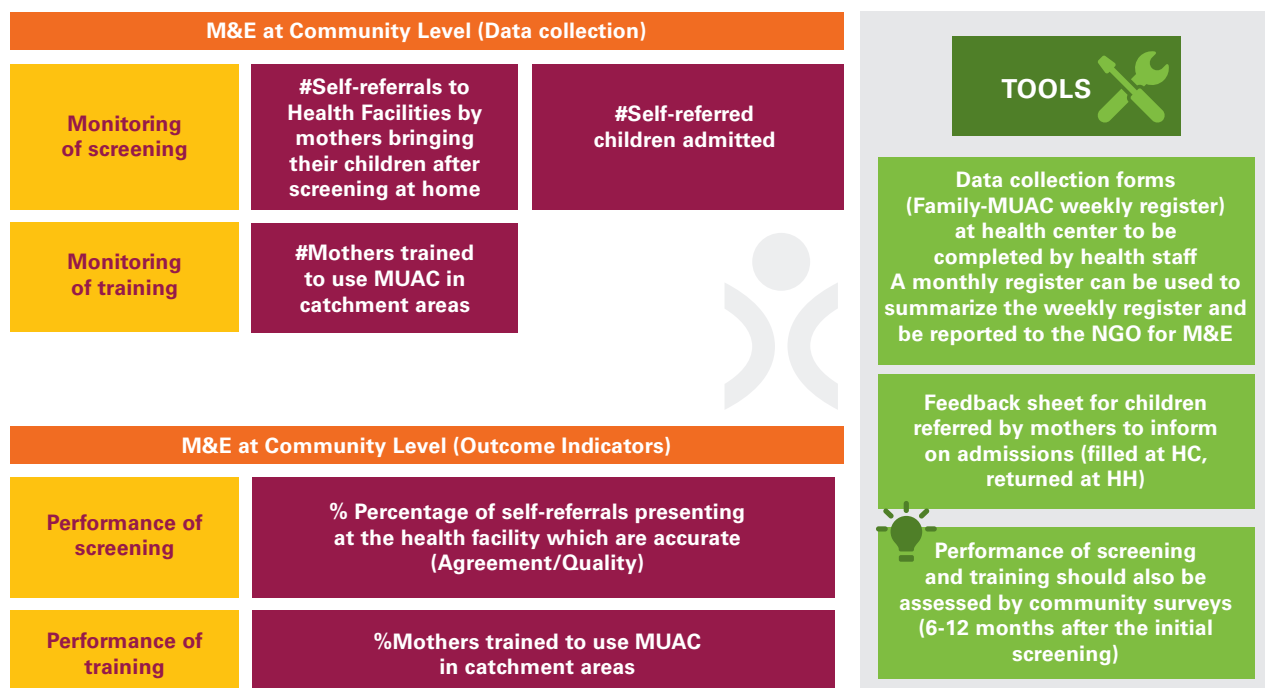 M&E at Community Level (Data collection)
Monitoring
of screening
#Self-referrals to
Health Facilities by
mothers bringing
their children after
screening at home
#Self-referred
children admitted
Monitoring
of training
#Mothers trained
to use MUAC in
catchment areas
M&E at Community Level (Outcome Indicators)
Performance of
screening
% Percentage of self-referrals presenting
at the health facility which are accurate
(Agreement/Quality)
Performance of
training
%Mothers trained to use MUAC
in catchment areas
TOOLS
Data collection forms
(Family-MUAC weekly register)
at health center to be
completed by health staff
A monthly register can be used to
summarize the weekly register and
be reported to the NGO for M&E
Feedback sheet for children
referred by mothers to inform
on admissions (filled at HC,
returned at HH)
Performance of screening
and training should also be
assessed by community surveys
(6-12 months after the initial
screening)